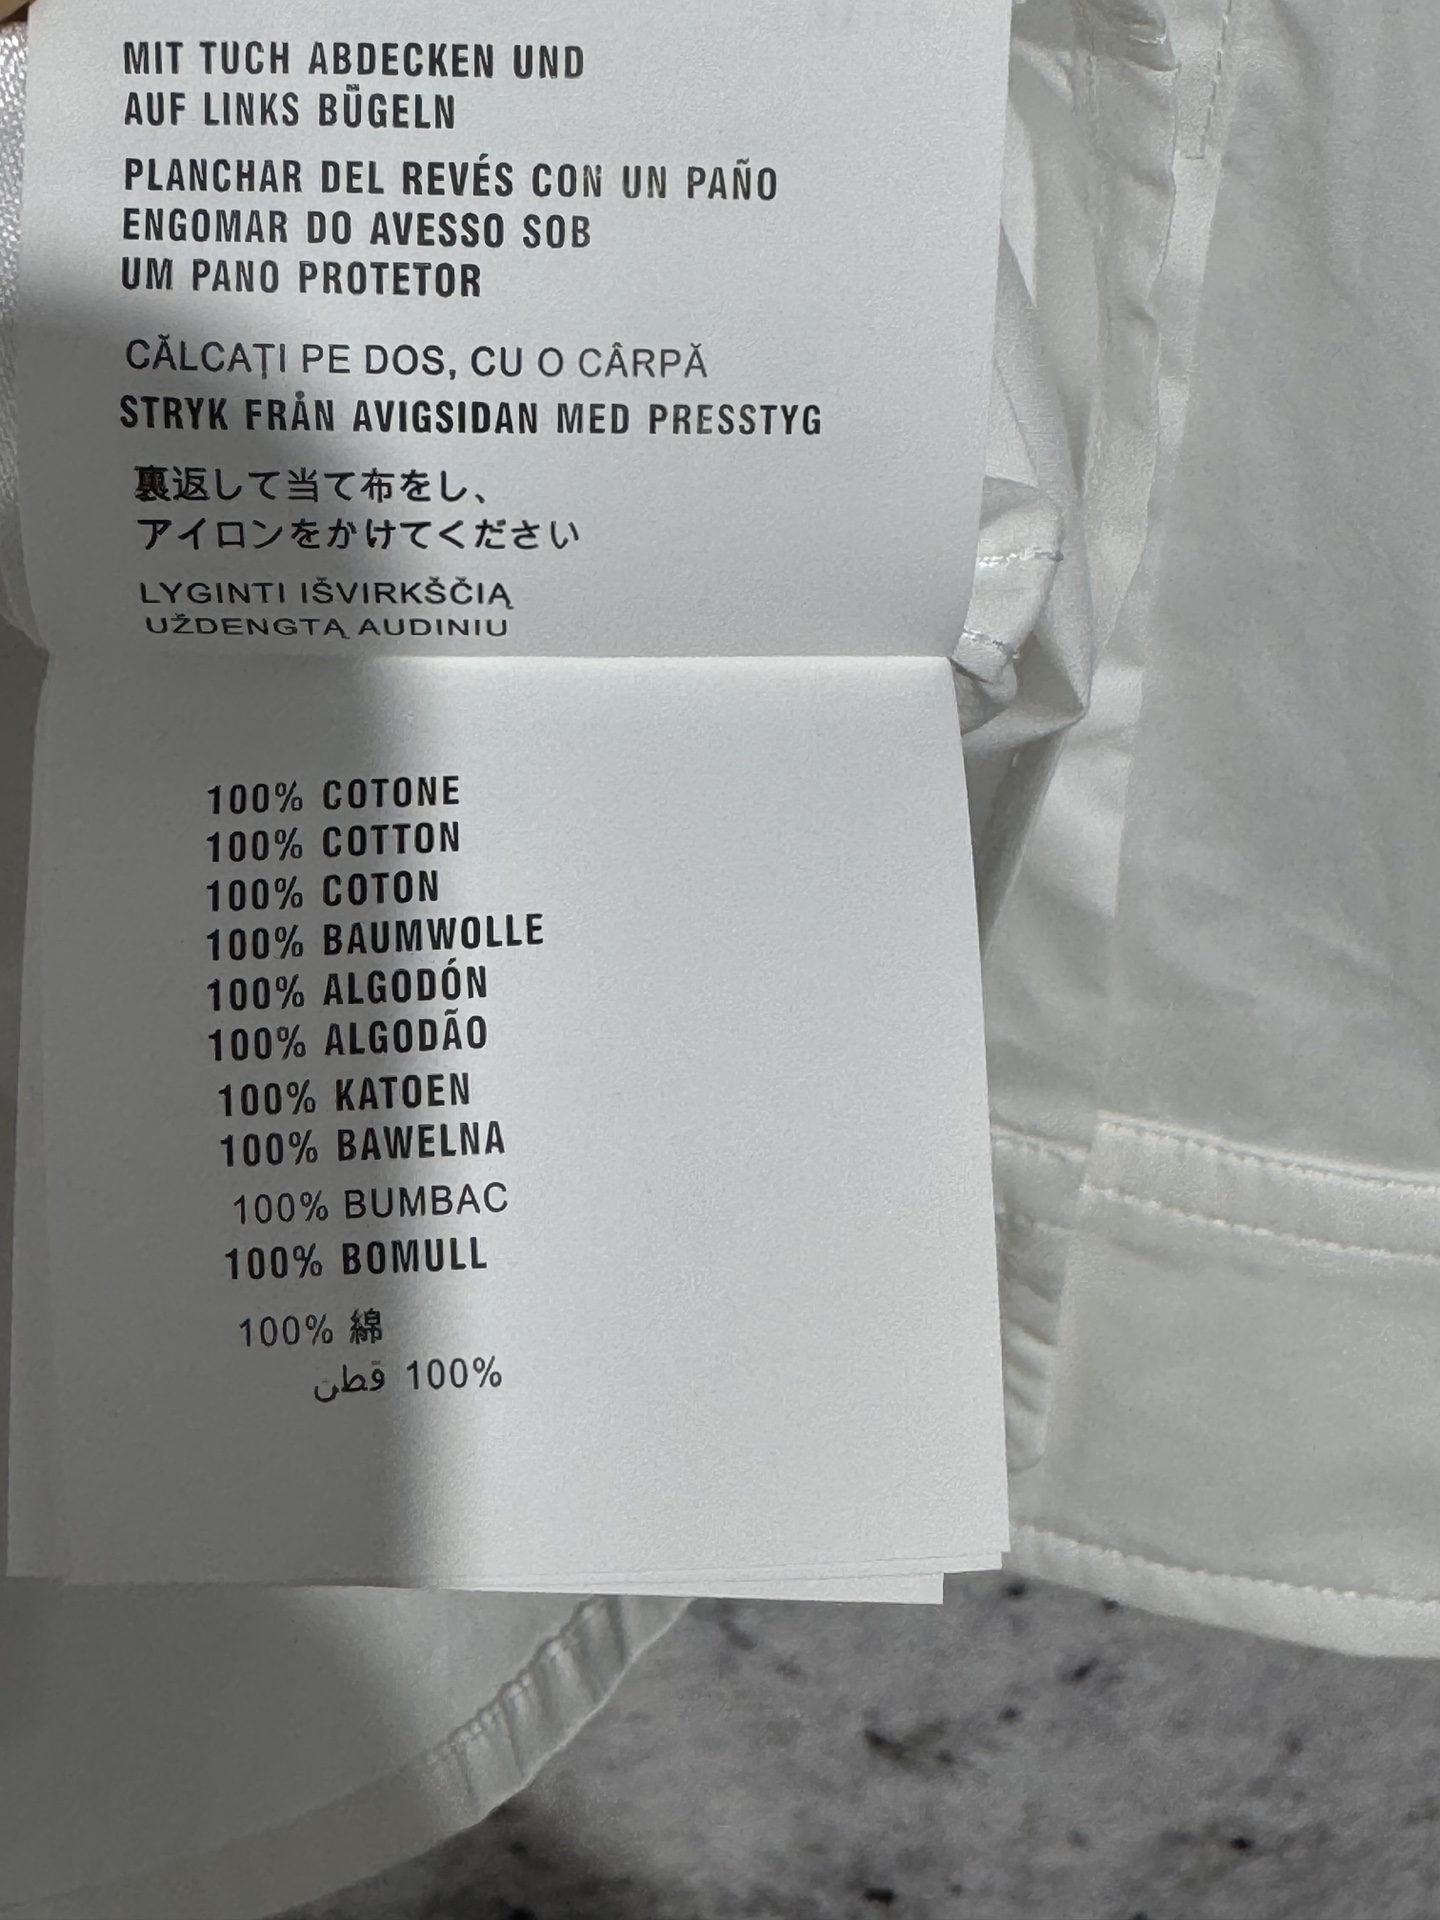 MIT TUCH ABDECKEN UND
AUF LINKS BÜGELN
PLANCHAR DEL REVÉS CON UN PAÑO
ENGOMAR DO AVESSO SOB
UM PANO PROTETOR
CĂLCAȚI PE DOS, CU O CÂRPĂ
STRYK FRÅN AVIGSIDAN MED PRESSTYG
裏返して当て布をし、
アイロンをかけてください
LYGINTI IŠVIRKŠČIĄ
UŽDENGTĄ AUDINIU
100% COTONE
100% COTTON
100% COTON
100% BAUMWOLLE
100% ALGODÓN
100% ALGODÃO
100% KATOEN
100% BAWELNA
100% BUMBAC
100% BOMULL
100% 綿
100% قطن